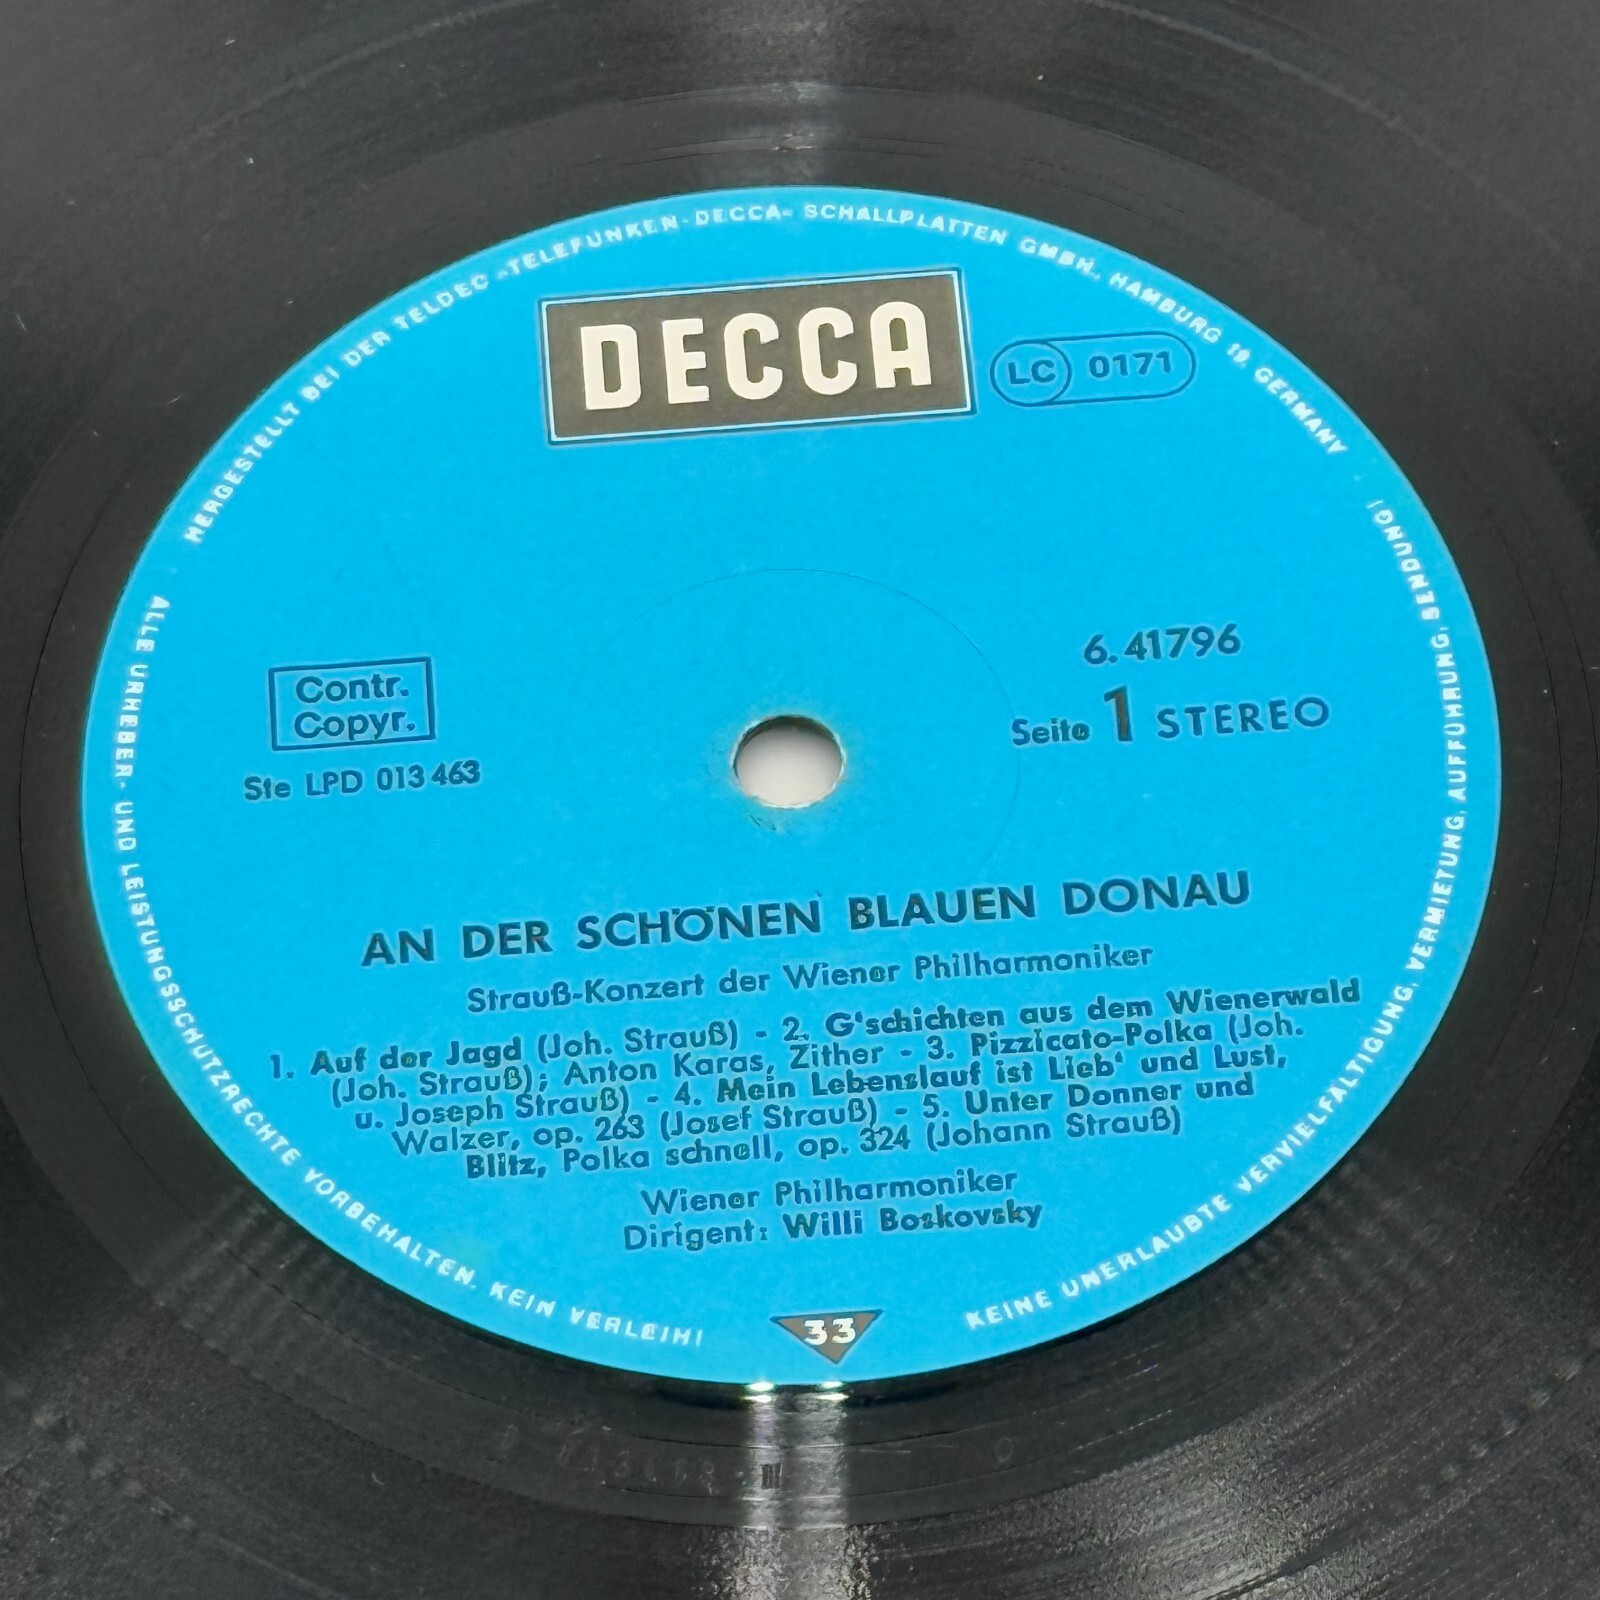 HERGESTELLT BEI DER TELDEC »TELEFUNKEN-DECCA« SCHALLPLATTEN GMBH., HAMBURG 19, GERMANY
DECCA
LC 0171
6.41796
Contr.
Copyr.
Seite 1 STEREO
Ste LPD 013 463
AN DER SCHÖNEN BLAUEN DONAU
Strauß-Konzert der Wiener Philharmoniker
1. Auf der Jagd (Joh. Strauß) - 2. G'schichten aus dem Wienerwald
(Joh. Strauß); Anton Karas, Zither - 3. Pizzicato-Polka (Joh.
u. Joseph Strauß) - 4. Mein Lebenslauf ist Lieb' und Lust,
Walzer, op. 263 (Josef Strauß) - 5. Unter Donner und
Blitz, Polka schnell, op. 324 (Johann Strauß)
Wiener Philharmoniker
Dirigent: Willi Boskovsky
33
ALLE URHEBER- UND LEISTUNGSSCHUTZRECHTE VORBEHALTEN, KEIN VERLEIH!
KEINE UNERLAUBTE VERVIELFÄLTIGUNG, VERMIETUNG, AUFFÜHRUNG, SENDUNG!